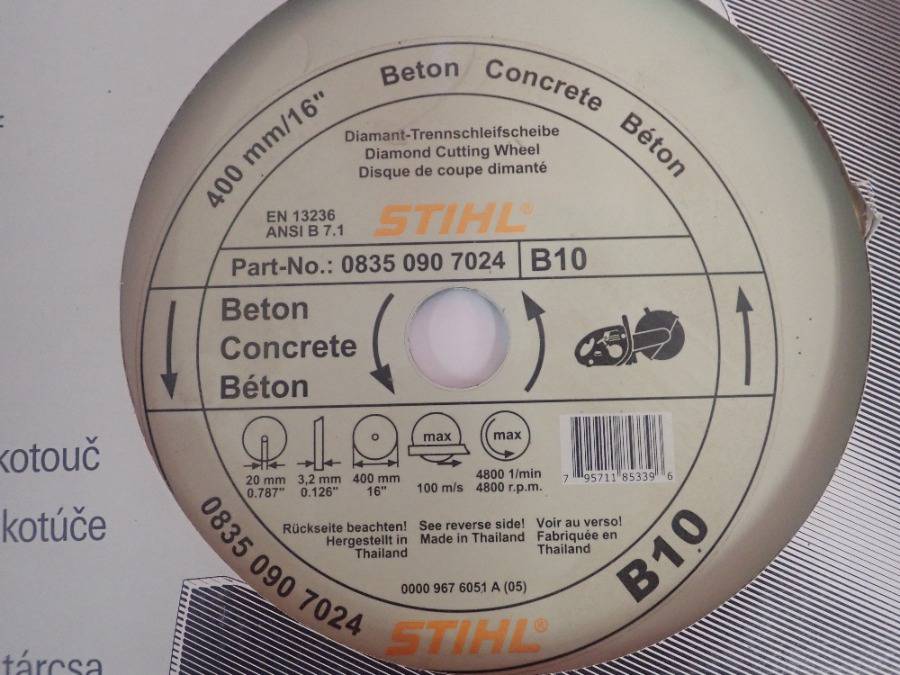 400 mm/16" Beton Concrete Béton
Diamant-Trennschleifscheibe
Diamond Cutting Wheel
Disque de coupe dimanté
EN 13236
ANSI B 7.1
STIHL®
Part-No.: 0835 090 7024 B10
Beton
Concrete
Béton
max
max
20 mm
0.787"
3,2 mm
0.126"
400 mm
16"
100 m/s
4800 1/min
4800 r.p.m.
7 95711 85339 6
Rückseite beachten!
Hergestellt in
Thailand
See reverse side!
Made in Thailand
Voir au verso!
Fabriquée en
Thailand
0000 967 6051 A (05)
0835 090 7024
STIHL®
B10
kotouč
kotúče
tárcsa